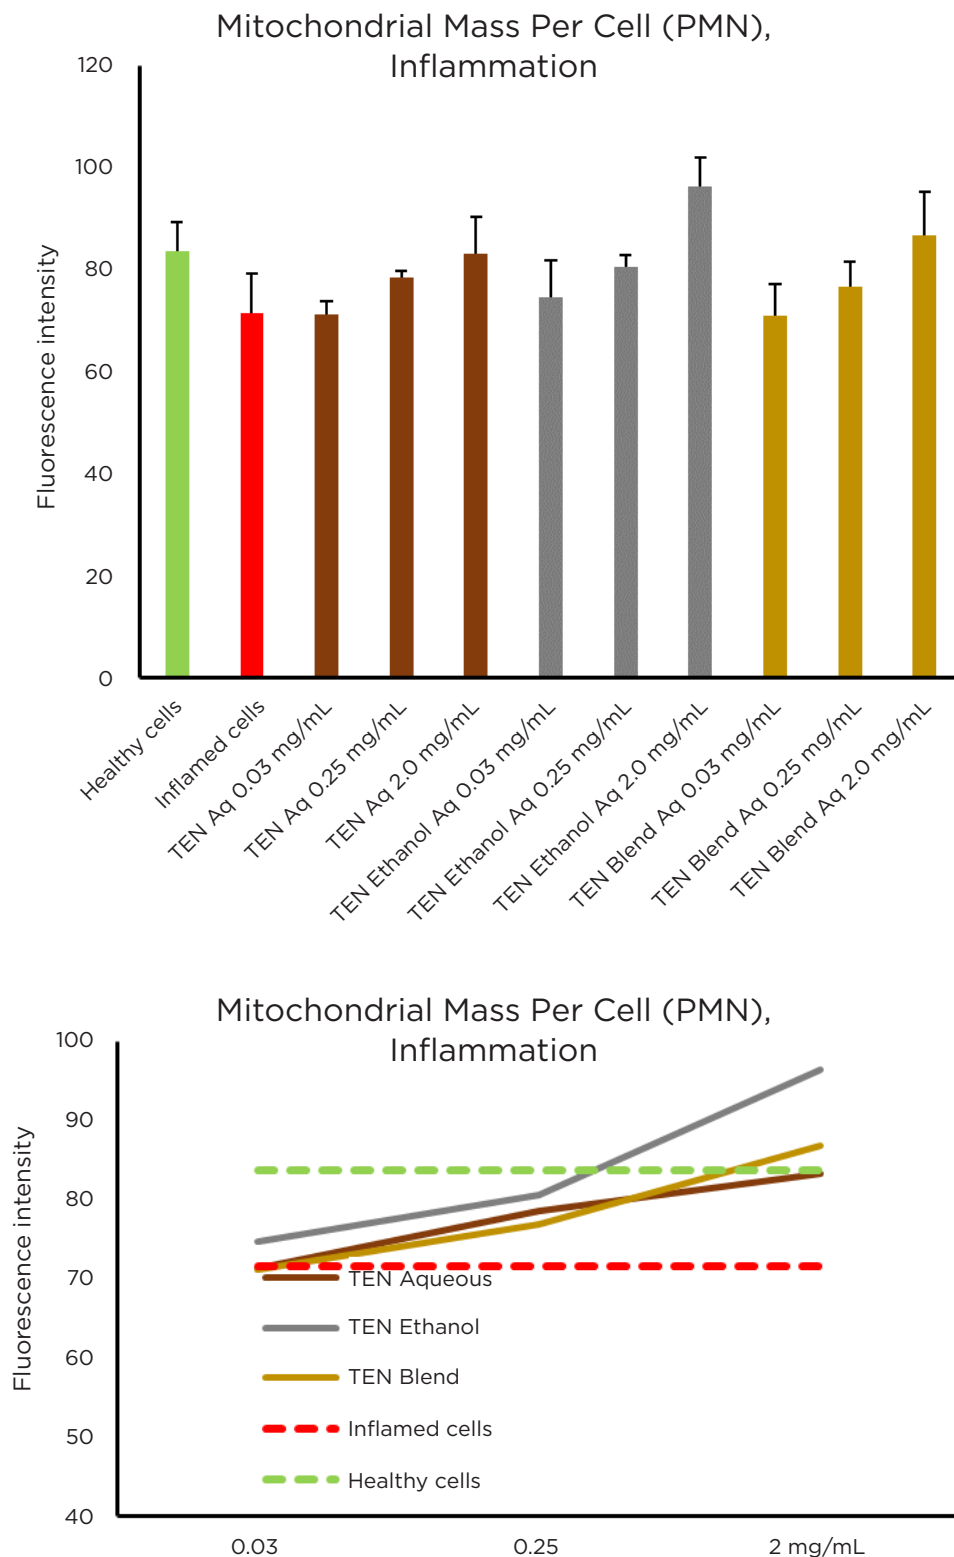 Mitochondrial Mass Per Cell (PMN),
Inflammation
120
100
80
60
40
20
0
Fluorescence intensity
Healthy cells
Inflamed cells
TEN Aq 0.03 mg/mL
TEN Aq 0.25 mg/mL
TEN Aq 2.0 mg/mL
TEN Ethanol Aq 0.03 mg/mL
TEN Ethanol Aq 0.25 mg/mL
TEN Ethanol Aq 2.0 mg/mL
TEN Blend Aq 0.03 mg/mL
TEN Blend Aq 0.25 mg/mL
TEN Blend Aq 2.0 mg/mL
Mitochondrial Mass Per Cell (PMN),
Inflammation
100
90
80
70
60
50
40
Fluorescence intensity
TEN Aqueous
TEN Ethanol
TEN Blend
Inflamed cells
Healthy cells
0.03
0.25
2 mg/mL